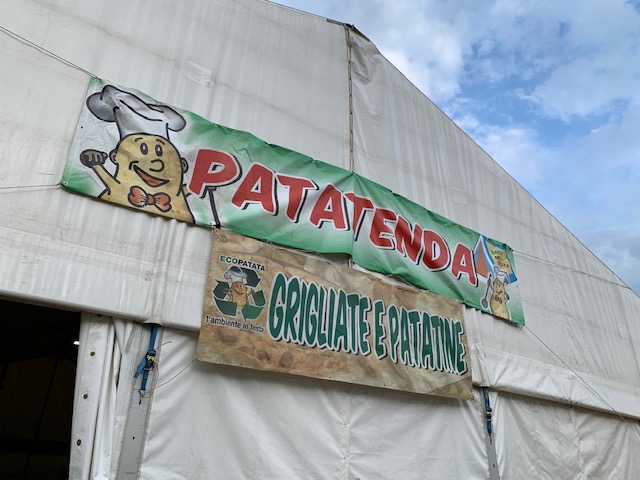 PATATENDA
ECOPATATA
l'ambiente in festa
GRIGLIATE E PATATINE